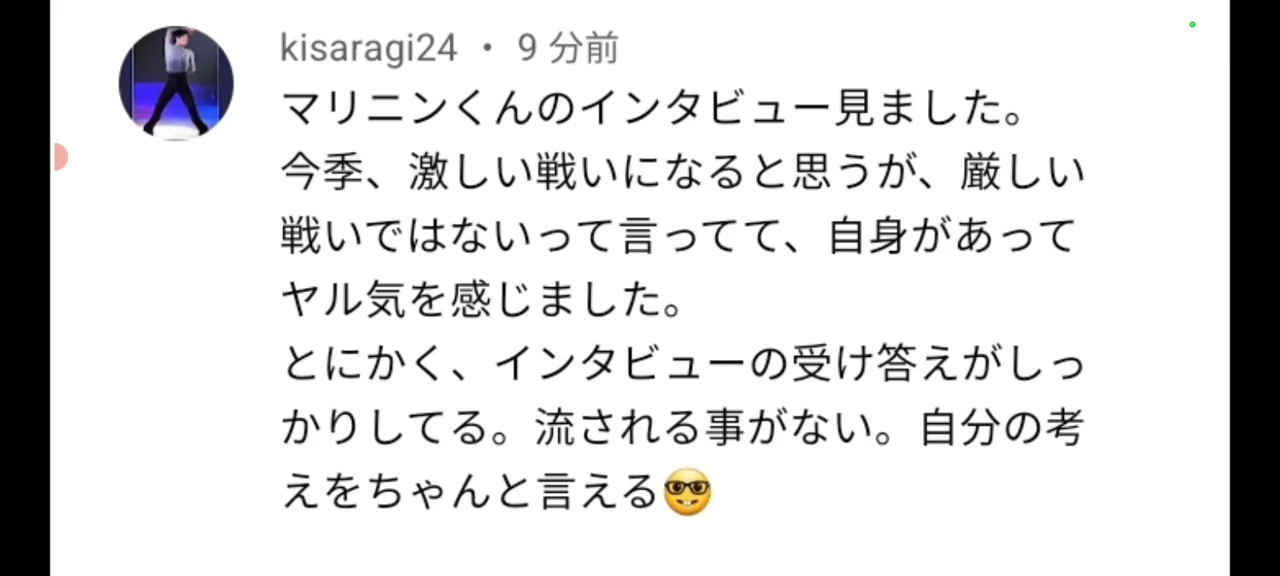 kisaragi24 ・ 9 分前
マリニンくんのインタビュー見ました。
今季、激しい戦いになると思うが、厳しい
戦いではないって言ってて、自身があって
ヤル気を感じました。
とにかく、インタビューの受け答えがしっ
かりしてる。流される事がない。自分の考
えをちゃんと言える🤓